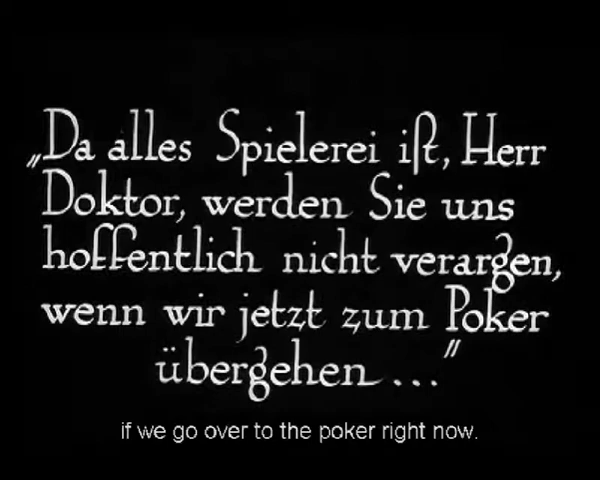 „Da alles Spielerei iſt, Herr
Doktor, werden Sie uns
hoffentlich nicht verargen,
wenn wir jetzt zum Poker
übergehen ..."
if we go over to the poker right now.